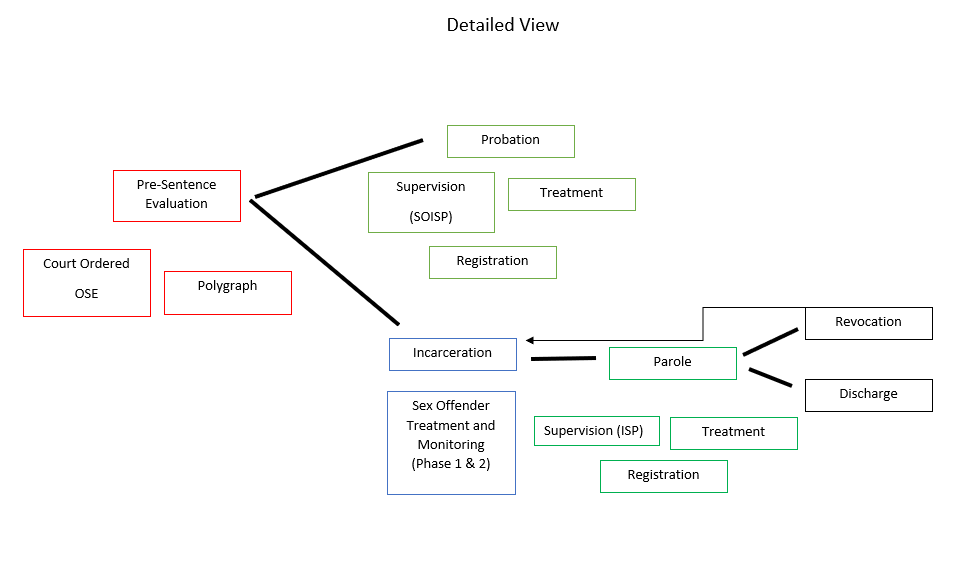 Detailed View
Probation
Pre-Sentence
Evaluation
Supervision
(SOISP)
Treatment
Court Ordered
OSE
Polygraph
Registration
Revocation
Incarceration
Parole
Discharge
Sex Offender
Treatment and
Monitoring
(Phase 1 & 2)
Supervision (ISP)
Treatment
Registration